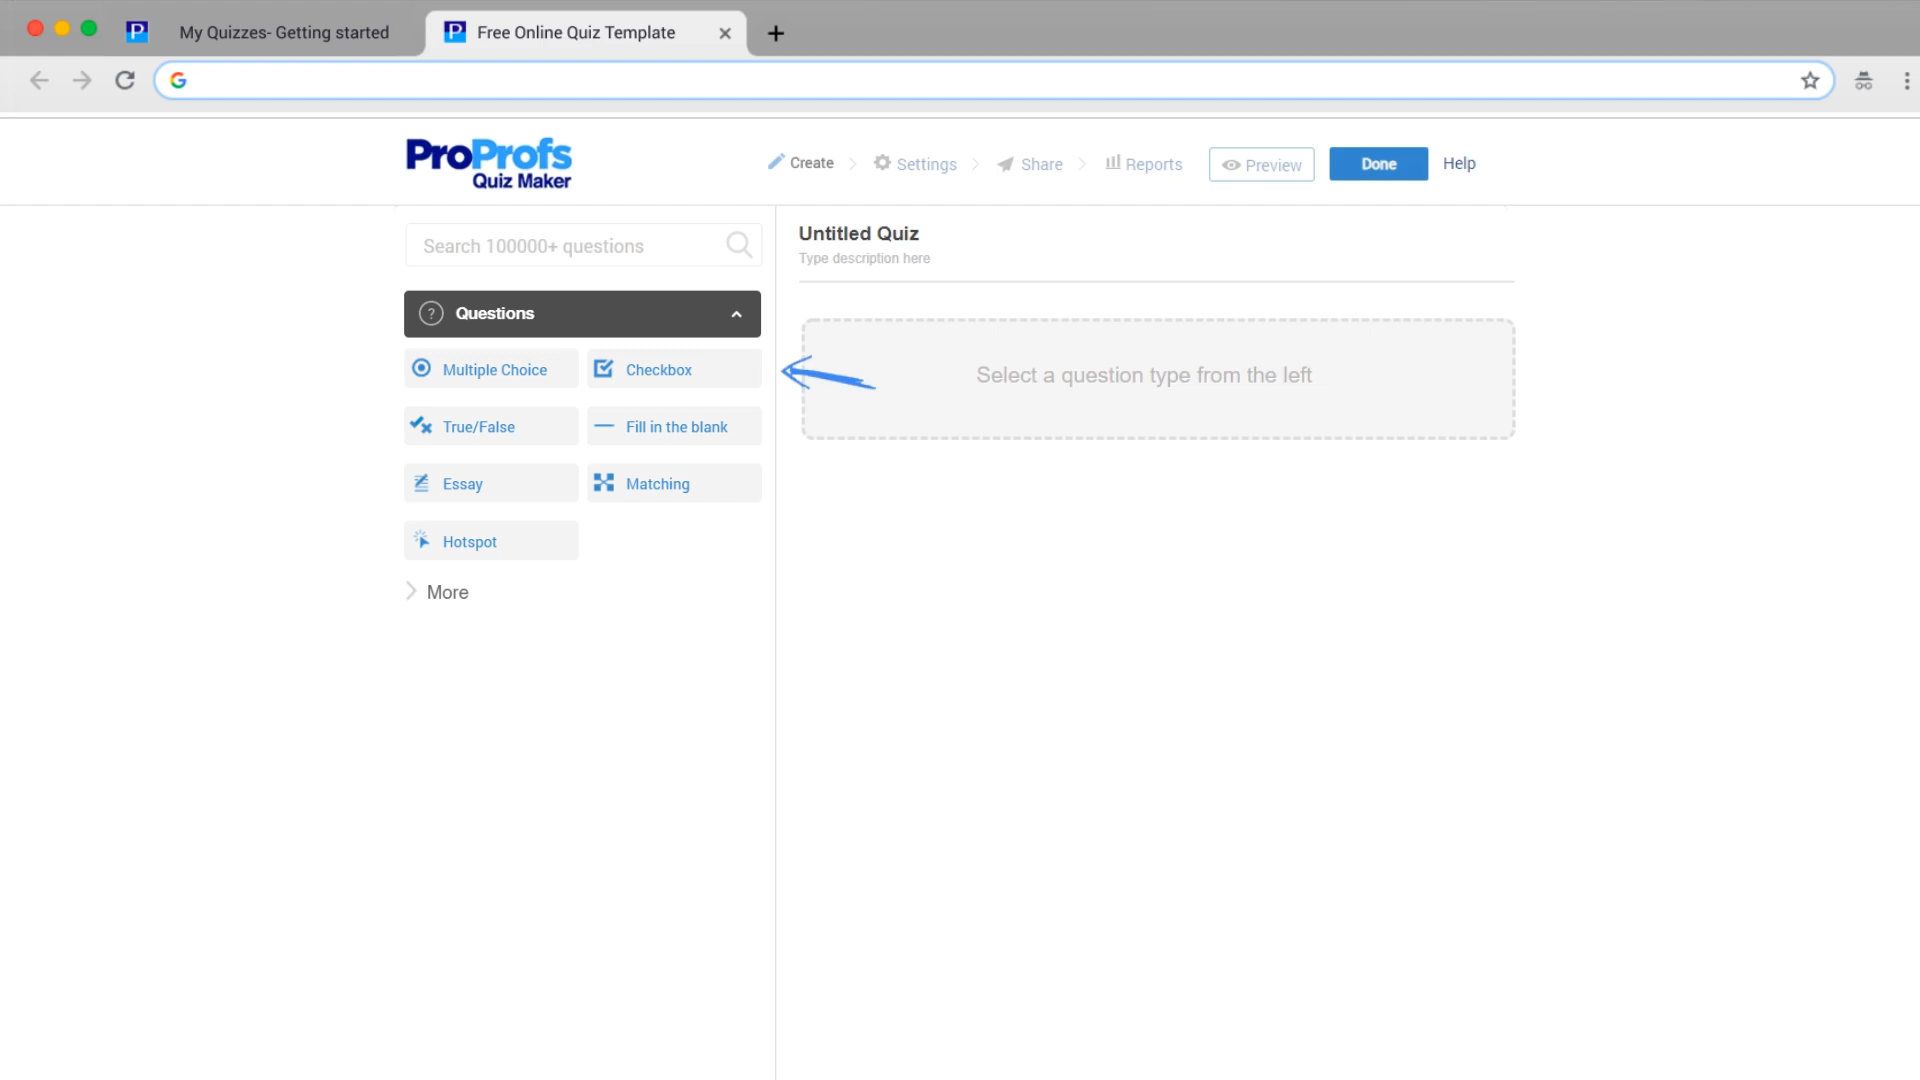 My Quizzes- Getting started
Free Online Quiz Template
ProProfs
Quiz Maker
Create
Settings
Share
Reports
Preview
Done
Help
Search 100000+ questions
Untitled Quiz
Type description here
? Questions
Multiple Choice
Checkbox
Select a question type from the left
True/False
Fill in the blank
Essay
Matching
Hotspot
More